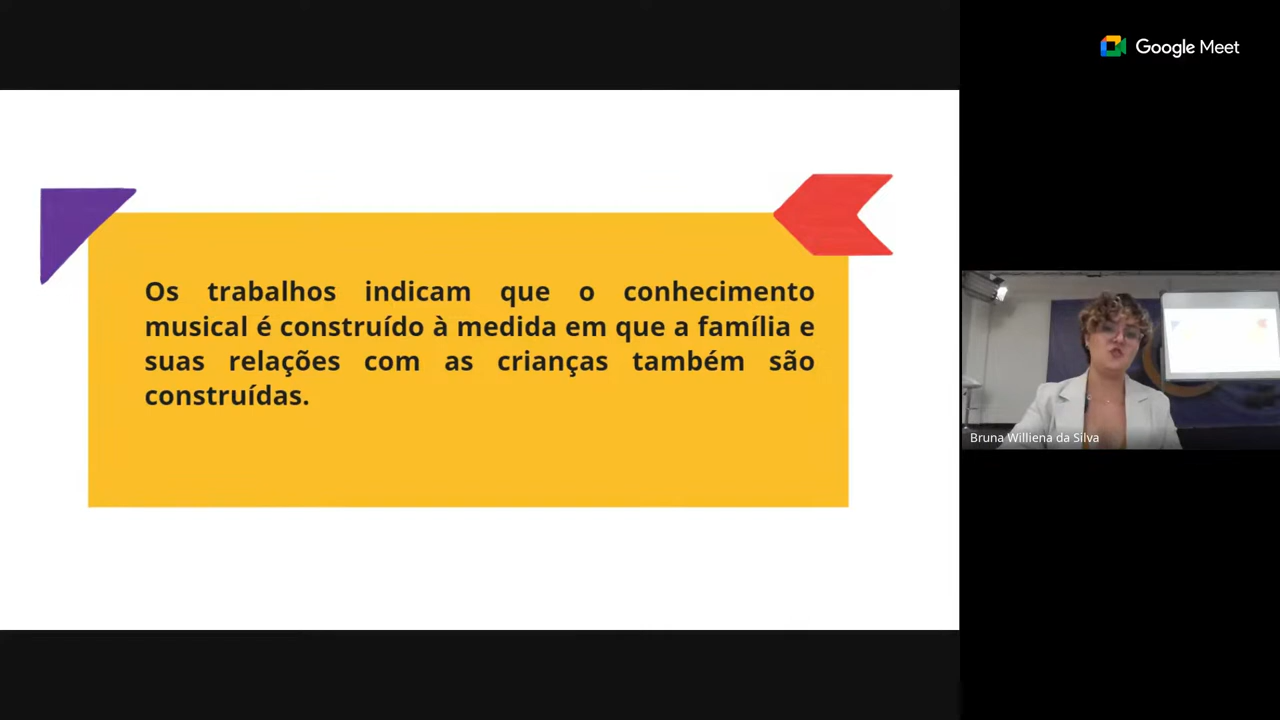 Google Meet
Os trabalhos indicam que o conhecimento
musical é construído à medida em que a família e
suas relações com as crianças também são
construídas.
Bruna Williena da Silva